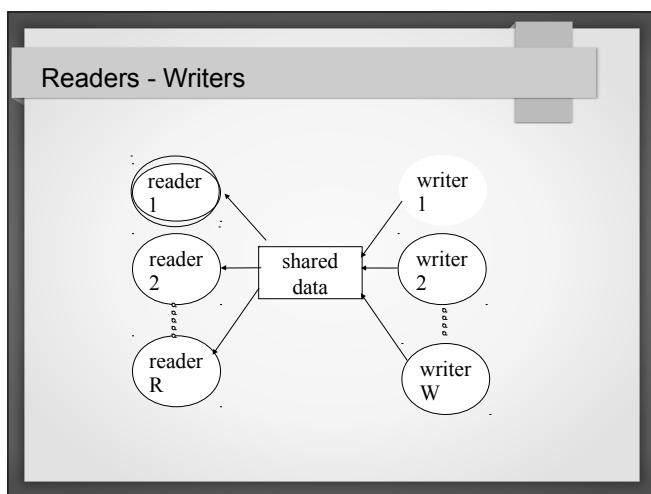 Readers - Writers
reader
1
writer
1
reader
2
shared
data
writer
2
reader
R
writer
W